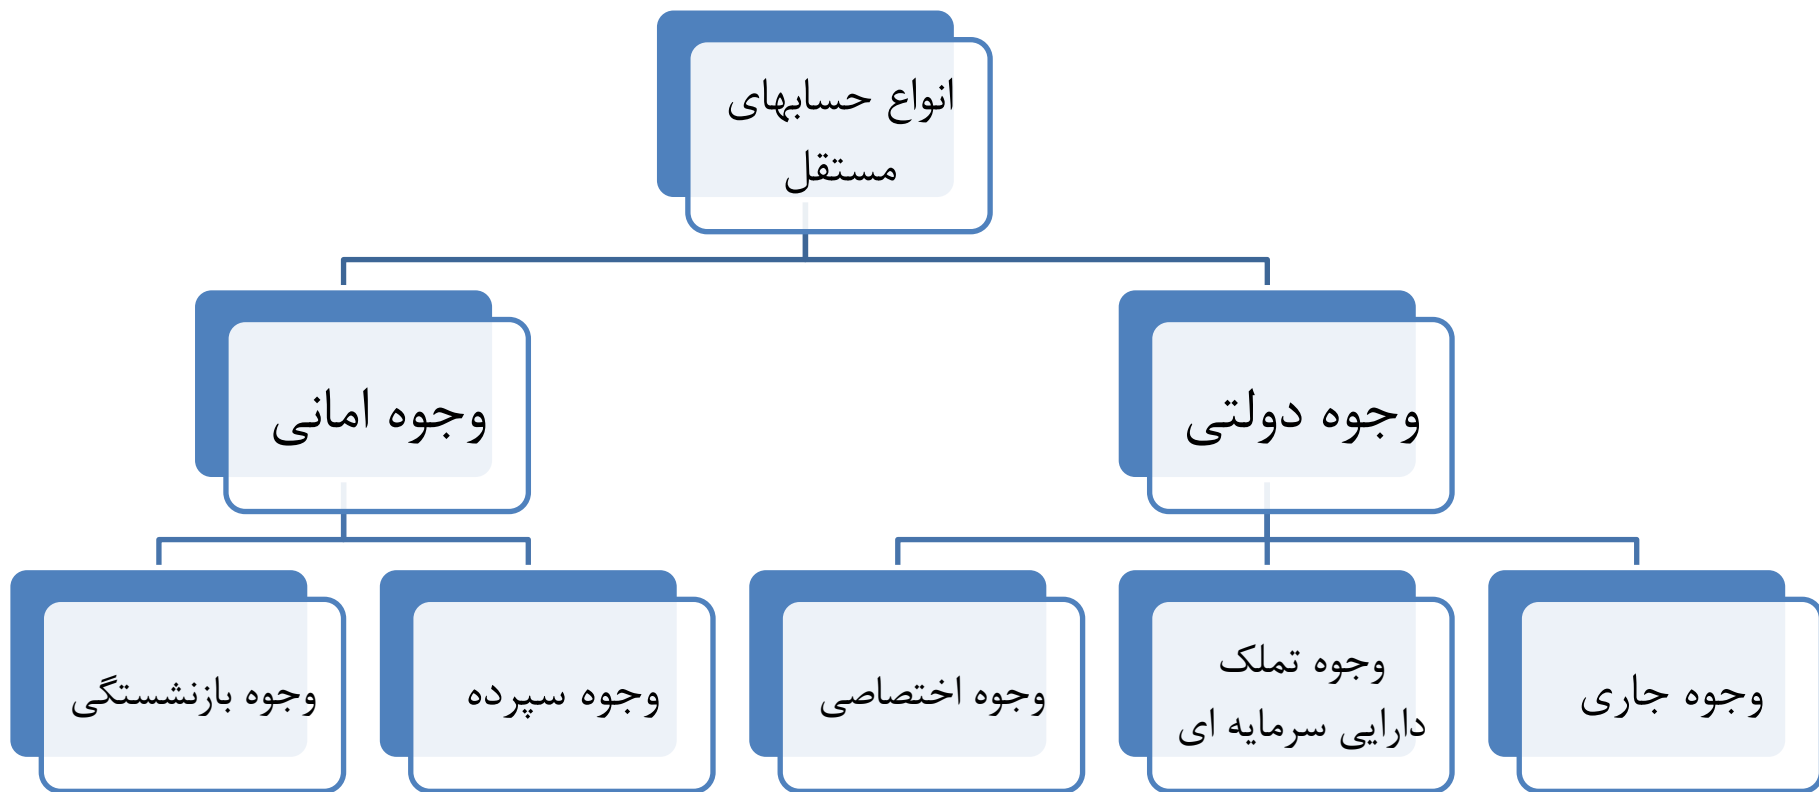 انواع حسابهای
مستقل
وجوه دولتی
وجوه امانی
وجوه جاری
وجوه تملک
دارایی سرمایه ای
وجوه اختصاصی
وجوه سپرده
وجوه بازنشستگی